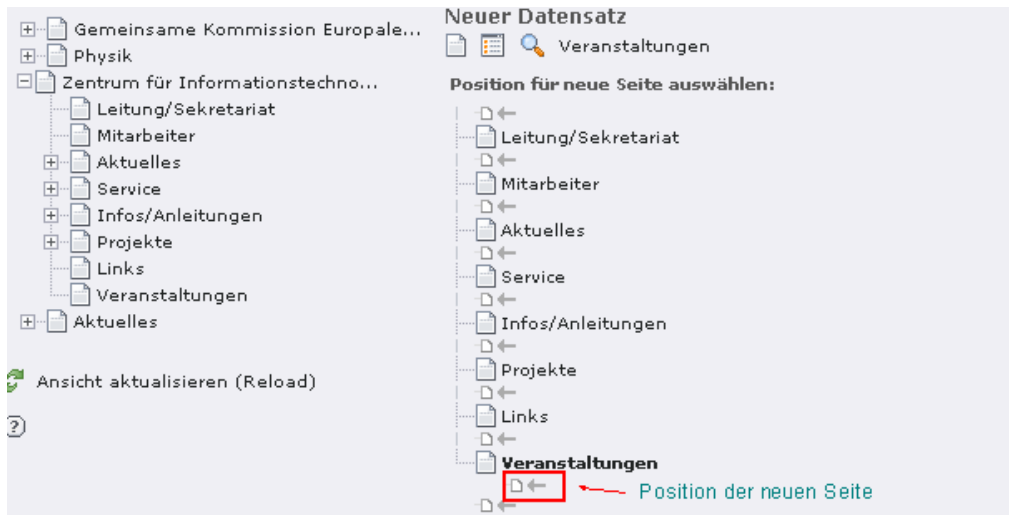 Gemeinsame Kommission Europale...
Physik
Zentrum für Informationstechno...
Leitung/Sekretariat
Mitarbeiter
Aktuelles
Service
Infos/Anleitungen
Projekte
Links
Veranstaltungen
Aktuelles
Ansicht aktualisieren (Reload)
?
Neuer Datensatz
Veranstaltungen
Position für neue Seite auswählen:
Leitung/Sekretariat
Mitarbeiter
Aktuelles
Service
Infos/Anleitungen
Projekte
Links
Veranstaltungen
Position der neuen Seite